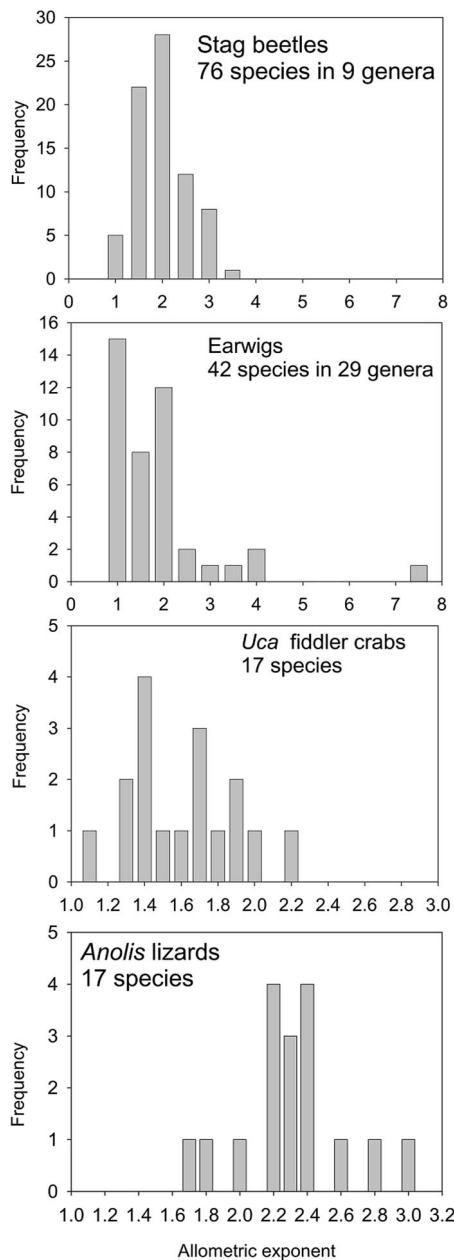 30
25
20
15
10
5
0
Frequency
Stag beetles
76 species in 9 genera
0 1 2 3 4 5 6 7 8
16
14
12
10
8
6
4
2
0
Frequency
Earwigs
42 species in 29 genera
0 1 2 3 4 5 6 7 8
5
4
3
2
1
0
Frequency
Uca fiddler crabs
17 species
1.0 1.2 1.4 1.6 1.8 2.0 2.2 2.4 2.6 2.8 3.0
5
4
3
2
1
0
Frequency
Anolis lizards
17 species
1.0 1.2 1.4 1.6 1.8 2.0 2.2 2.4 2.6 2.8 3.0 3.2
Allometric exponent